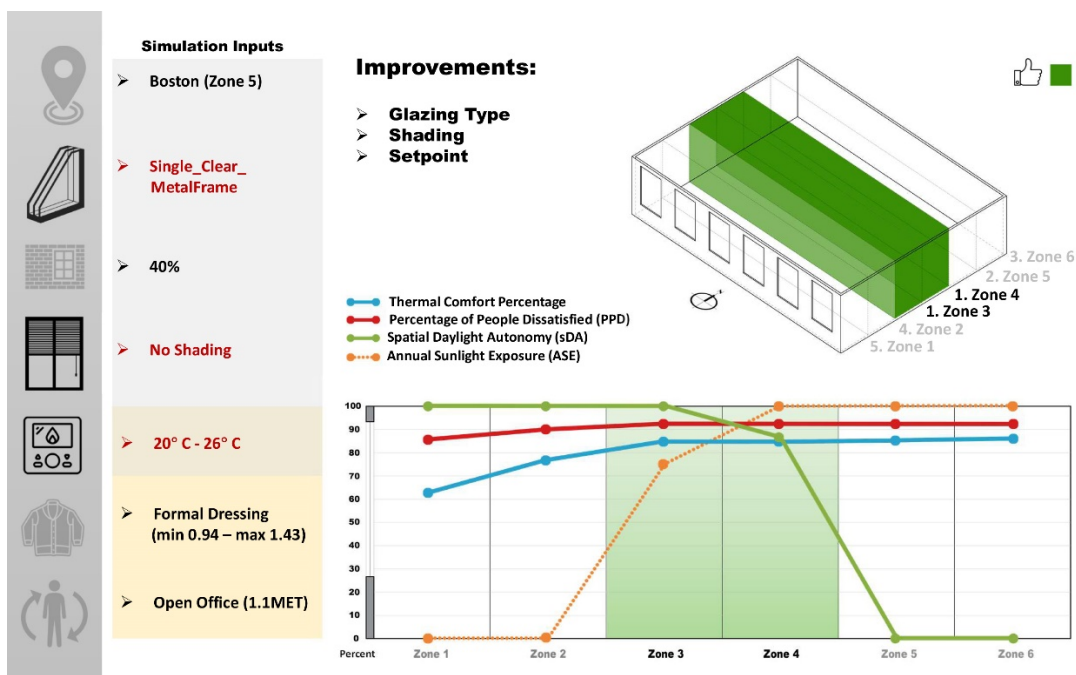 Simulation Inputs
➢ Boston (Zone 5)
➢ Single_Clear_
MetalFrame
➢ 40%
➢ No Shading
➢ 20° C - 26° C
➢ Formal Dressing
(min 0.94 – max 1.43)
➢ Open Office (1.1MET)
Improvements:
➢ Glazing Type
➢ Shading
➢ Setpoint
3. Zone 6
2. Zone 5
1. Zone 4
1. Zone 3
4. Zone 2
5. Zone 1
Thermal Comfort Percentage
Percentage of People Dissatisfied (PPD)
Spatial Daylight Autonomy (sDA)
Annual Sunlight Exposure (ASE)
100
90
80
70
60
50
40
30
20
10
0
Percent Zone 1 Zone 2 Zone 3 Zone 4 Zone 5 Zone 6